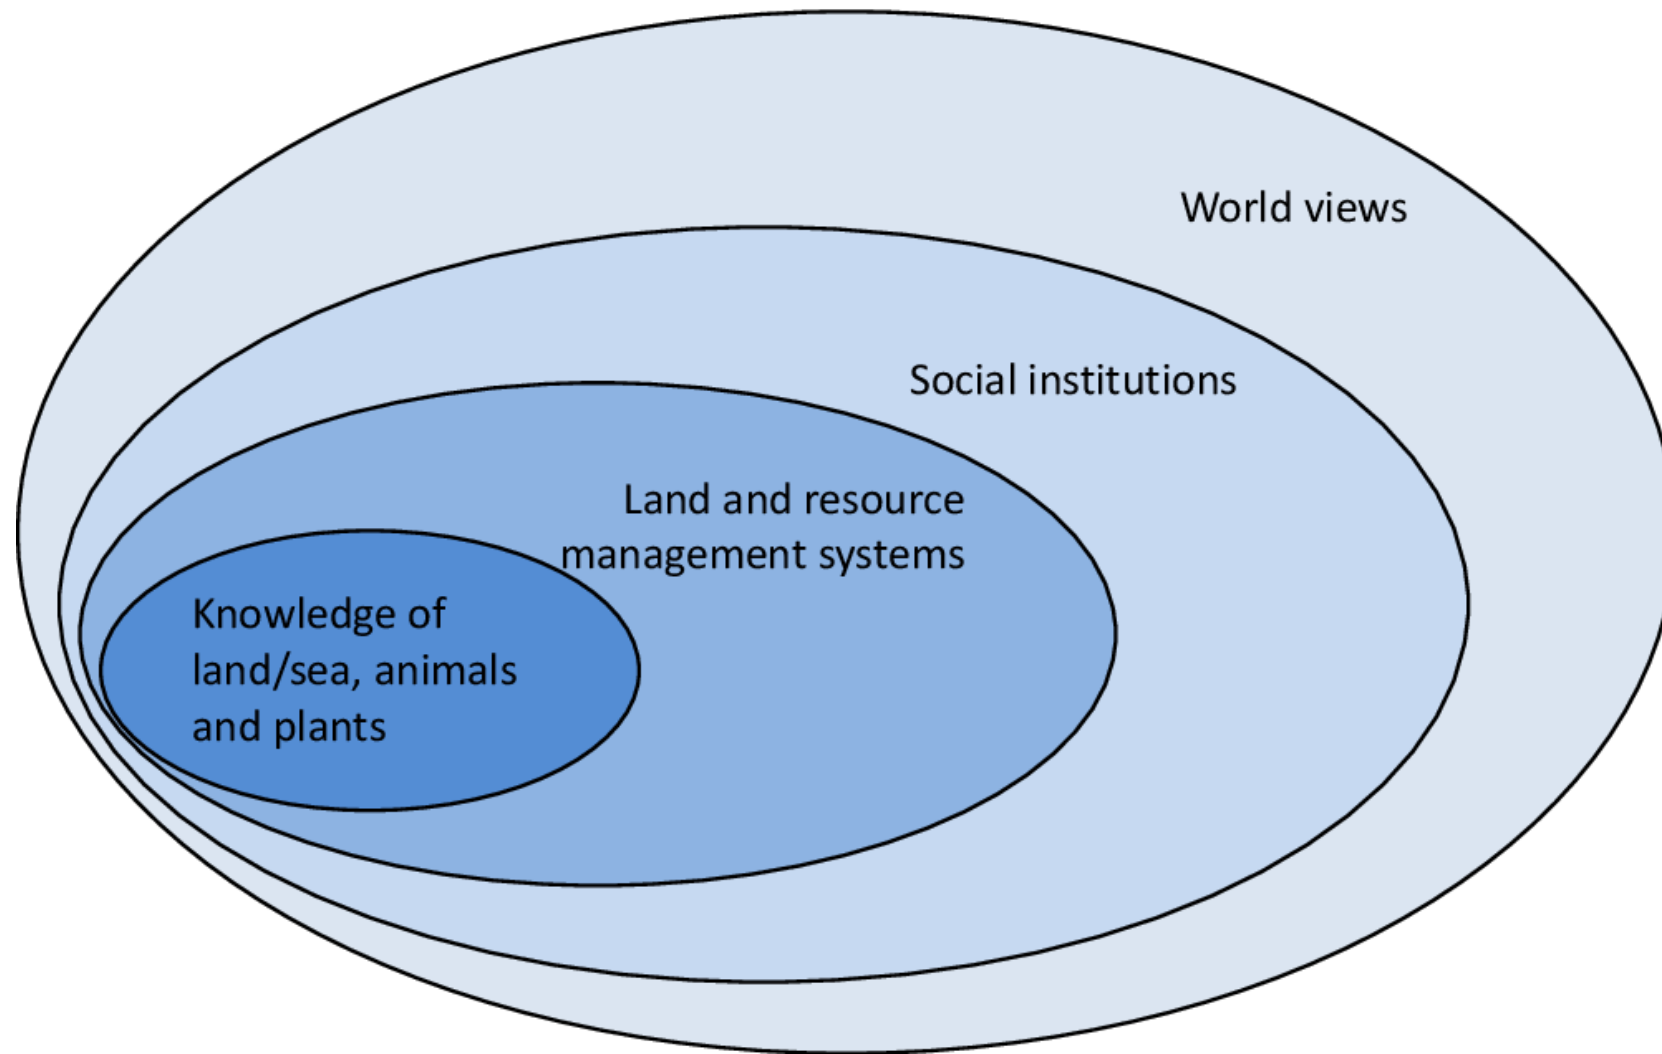 World views
Social institutions
Land and resource
management systems
Knowledge of
land/sea, animals
and plants